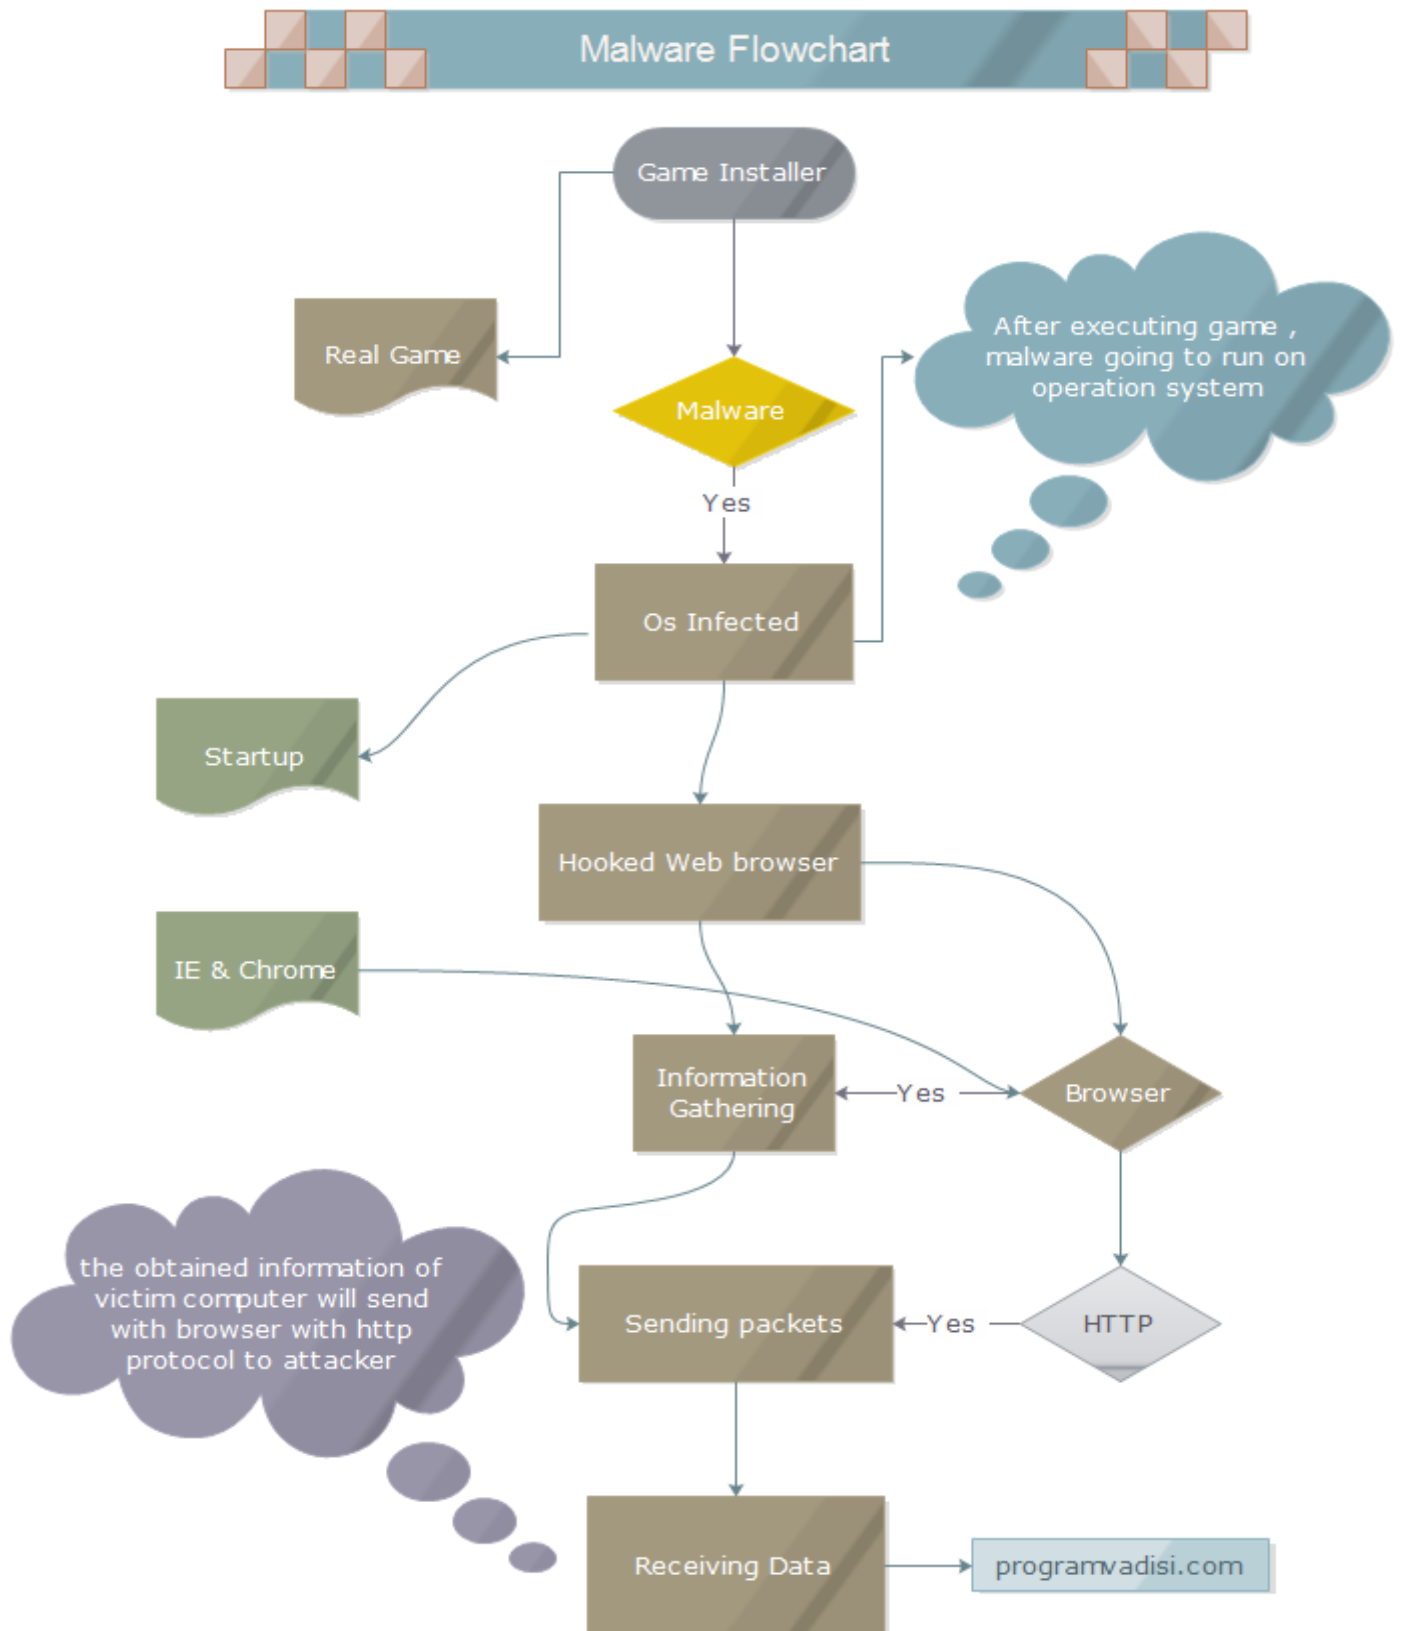 Malware Flowchart
Game Installer
Real Game
After executing game ,
malware going to run on
operation system
Malware
Yes
Os Infected
Startup
Hooked Web browser
IE & Chrome
Information
Gathering
Yes
Browser
the obtained information of
victim computer will send
with browser with http
protocol to attacker
Sending packets
Yes
HTTP
Receiving Data
programvadisi.com